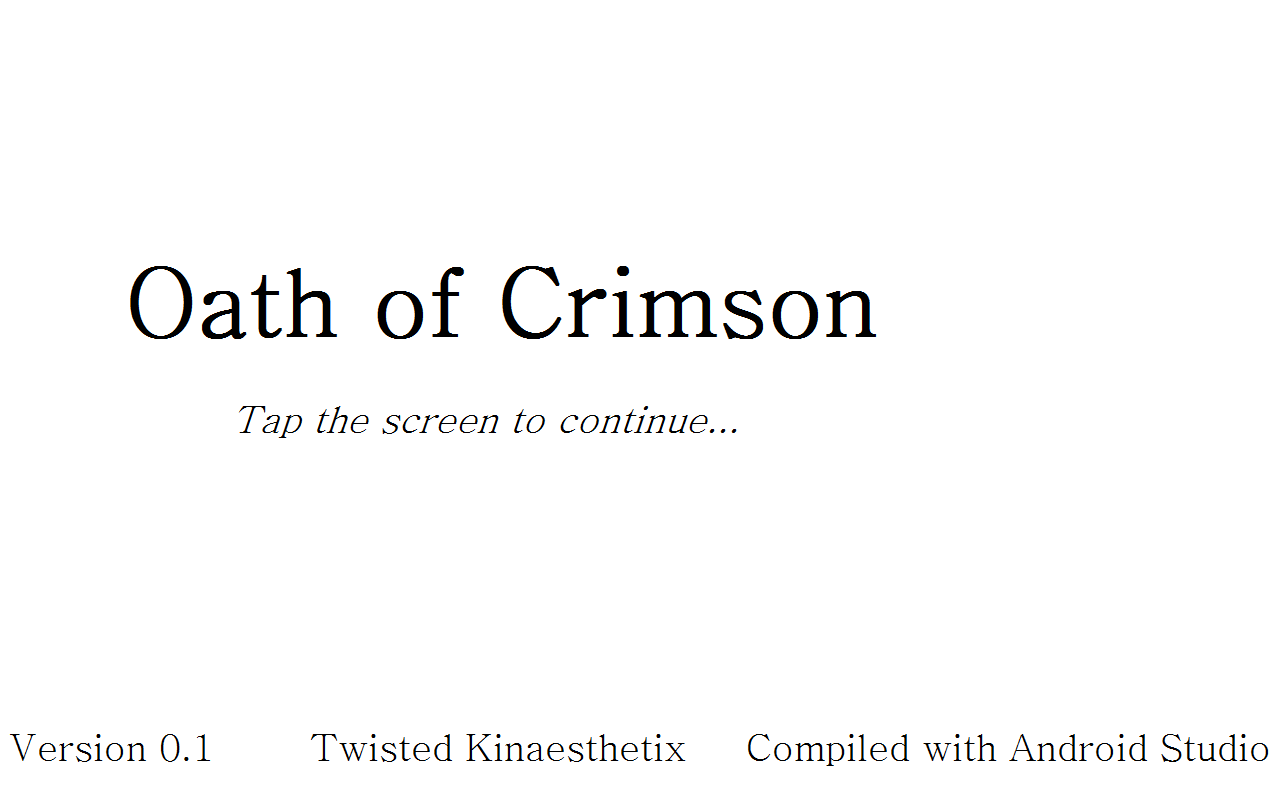 Oath of Crimson
Tap the screen to continue...
Version 0.1 Twisted Kinaesthetix Compiled with Android Studio